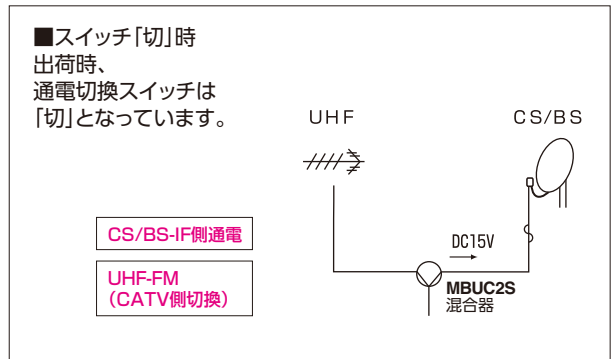 ■スイッチ「切」時
出荷時、
通電切換スイッチは
「切」となっています。
UHF
CS/BS
CS/BS-IF側通電
UHF-FM
（CATV側切換）
DC15V
MBUC2S
混合器